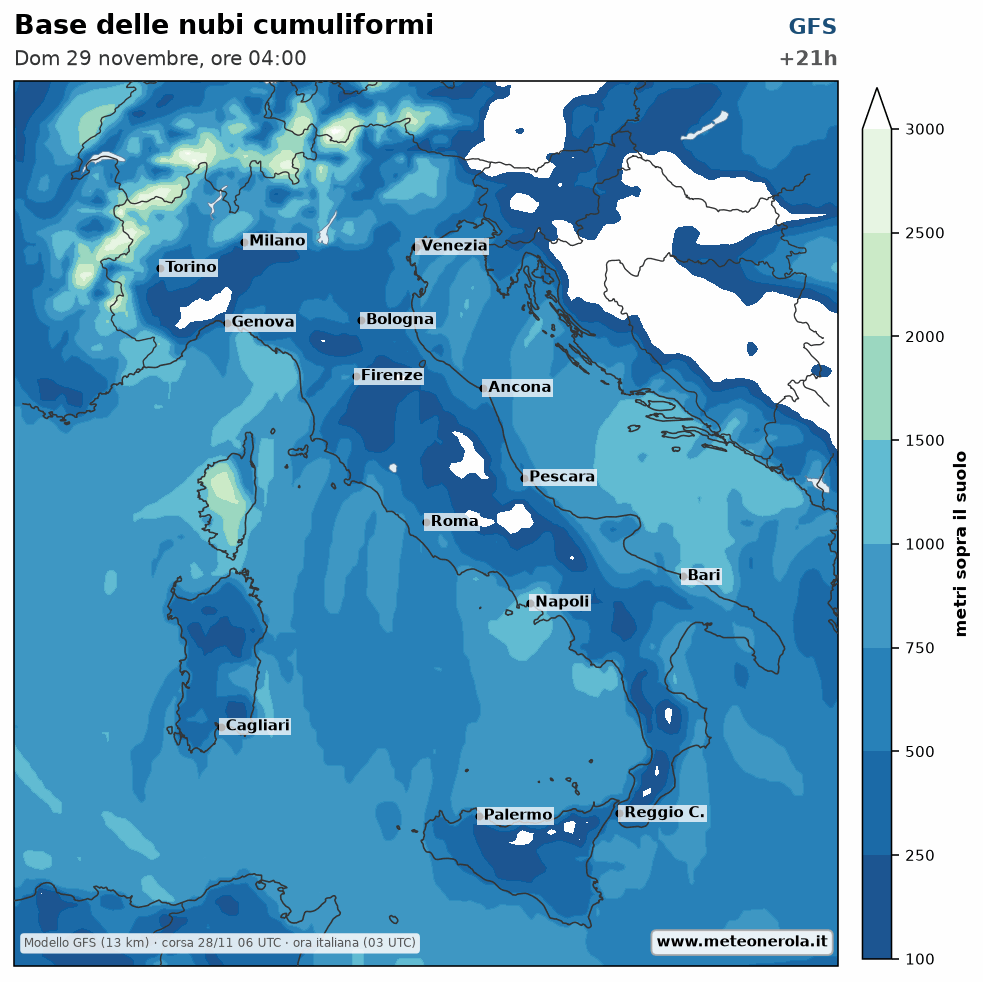 Base delle nubi cumuliformi
GFS
Dom 29 novembre, ore 04:00
+21h
3000
2500
2000
1500
1000
750
500
250
100
metri sopra il suolo
Milano
Venezia
Torino
Genova
Bologna
Firenze
Ancona
Pescara
Roma
Bari
Napoli
Cagliari
Palermo
Reggio C.
Modello GFS (13 km) · corsa 28/11 06 UTC · ora italiana (03 UTC)
www.meteonerola.it